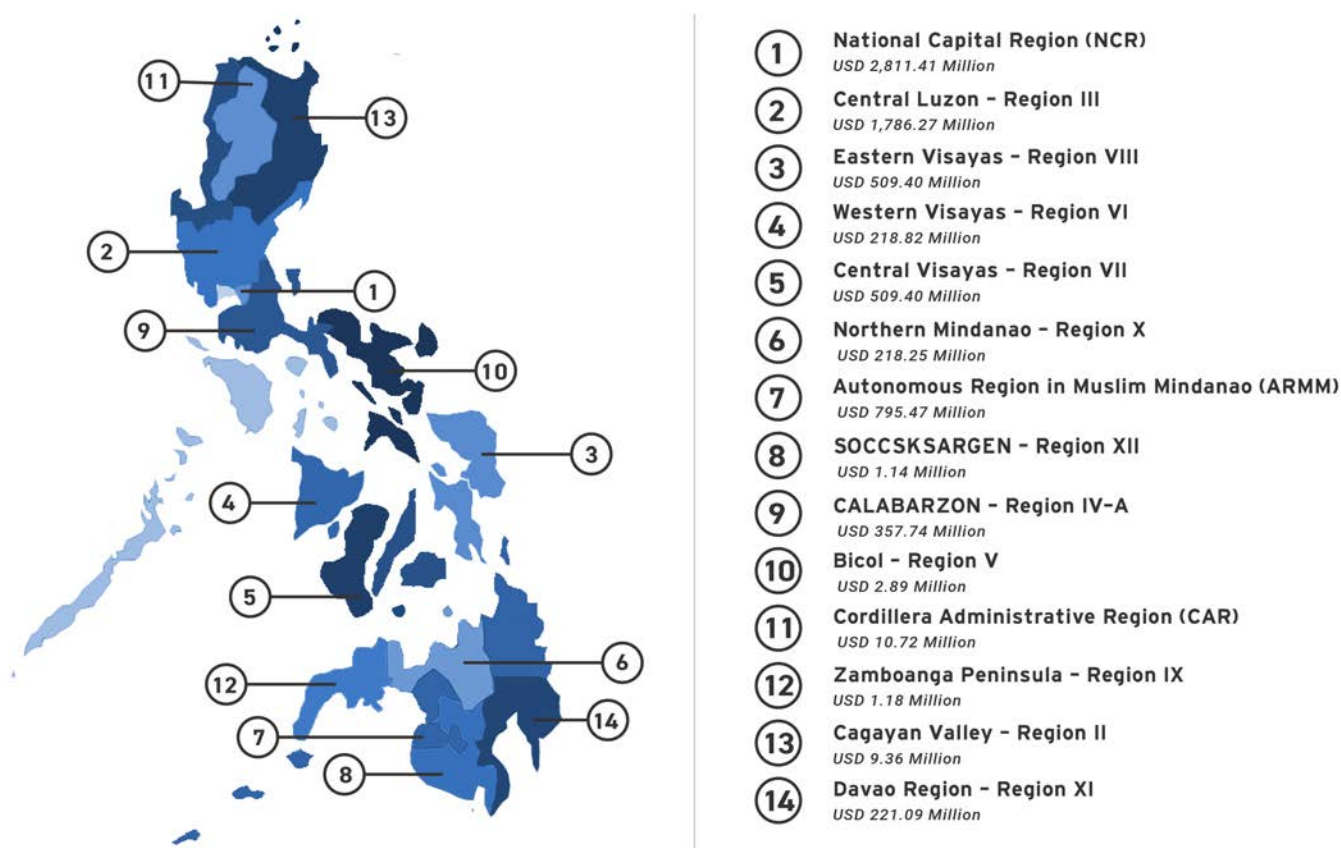 11
13
2
1
9
10
3
4
5
6
12
14
7
8
1
National Capital Region (NCR)
USD 2,811.41 Million
2
Central Luzon – Region III
USD 1,786.27 Million
3
Eastern Visayas – Region VIII
USD 509.40 Million
4
Western Visayas – Region VI
USD 218.82 Million
5
Central Visayas – Region VII
USD 509.40 Million
6
Northern Mindanao – Region X
USD 218.25 Million
7
Autonomous Region in Muslim Mindanao (ARMM)
USD 795.47 Million
8
SOCCSKSARGEN – Region XII
USD 1.14 Million
9
CALABARZON – Region IV-A
USD 357.74 Million
10
Bicol – Region V
USD 2.89 Million
11
Cordillera Administrative Region (CAR)
USD 10.72 Million
12
Zamboanga Peninsula – Region IX
USD 1.18 Million
13
Cagayan Valley – Region II
USD 9.36 Million
14
Davao Region – Region XI
USD 221.09 Million